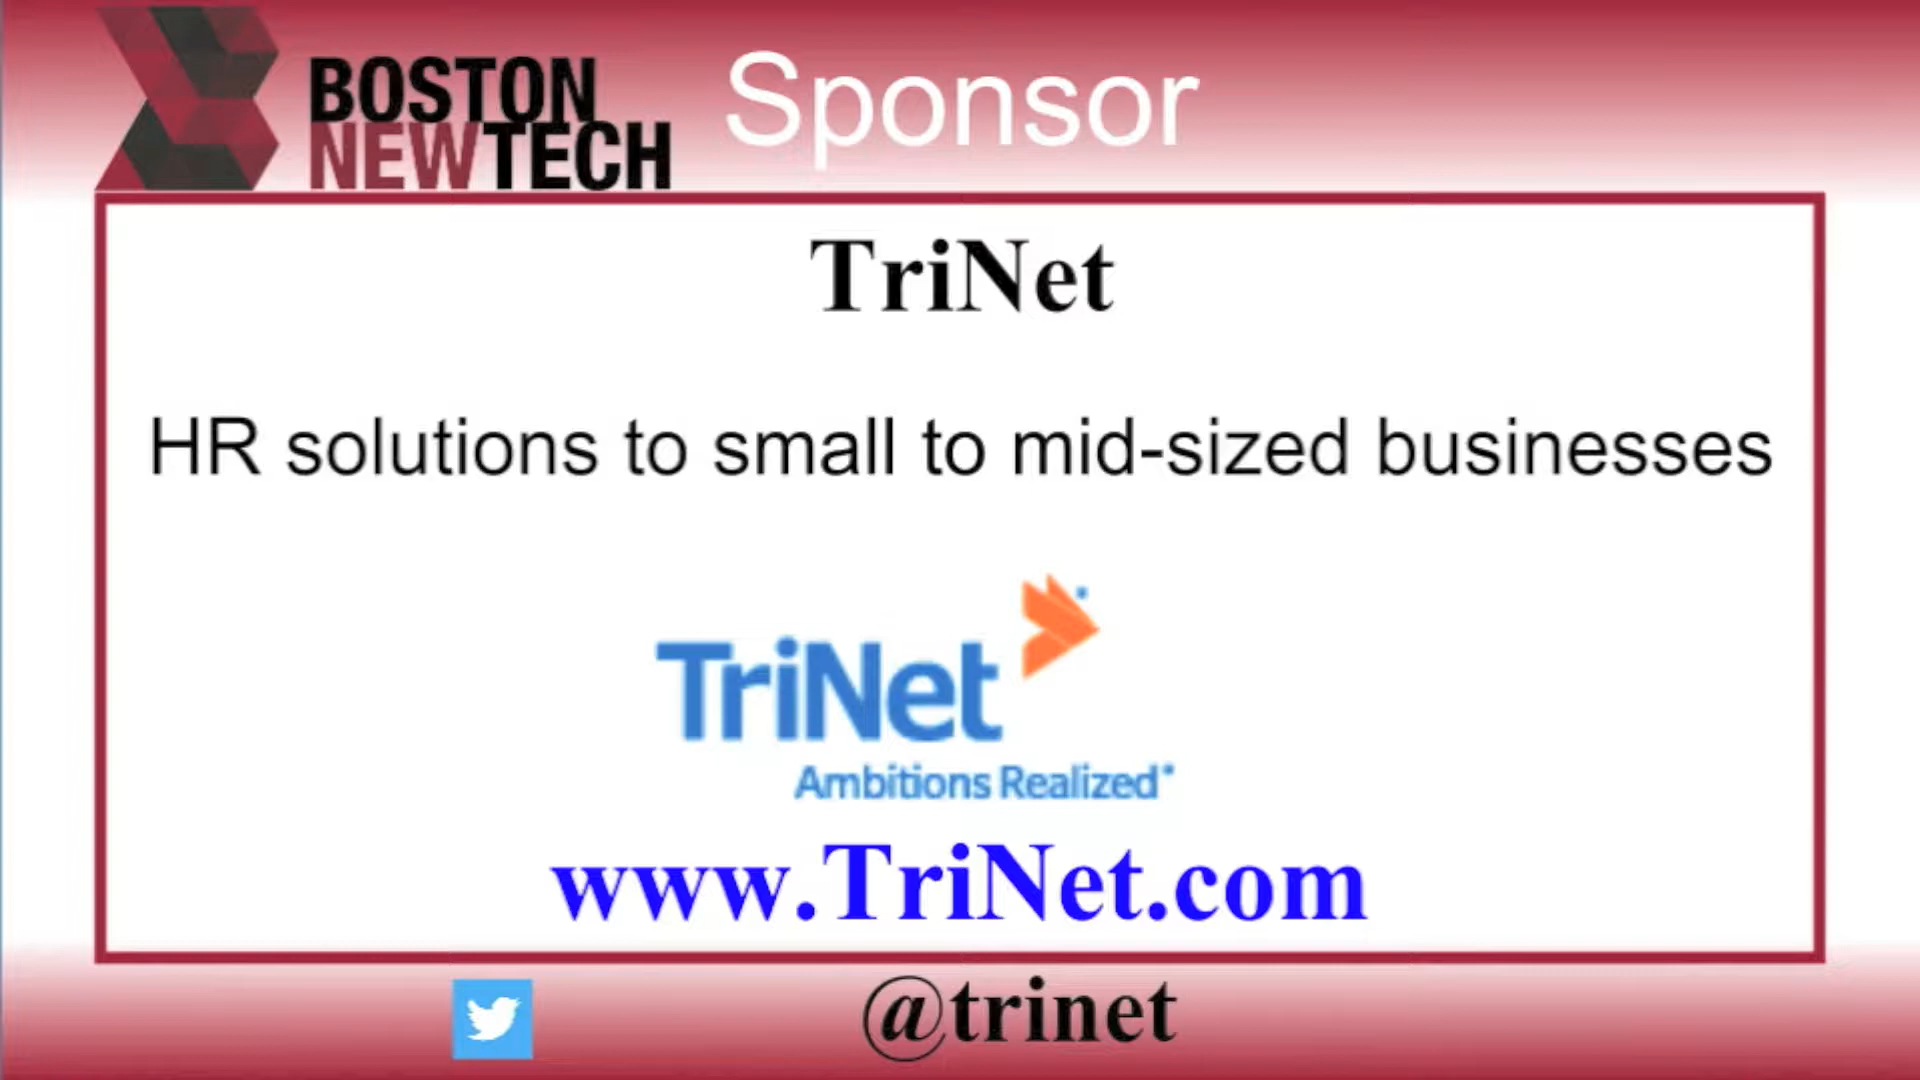 BOSTON
NEWTECH
Sponsor
TriNet
HR solutions to small to mid-sized businesses
TriNet
Ambitions Realized
www.TriNet.com
@trinet